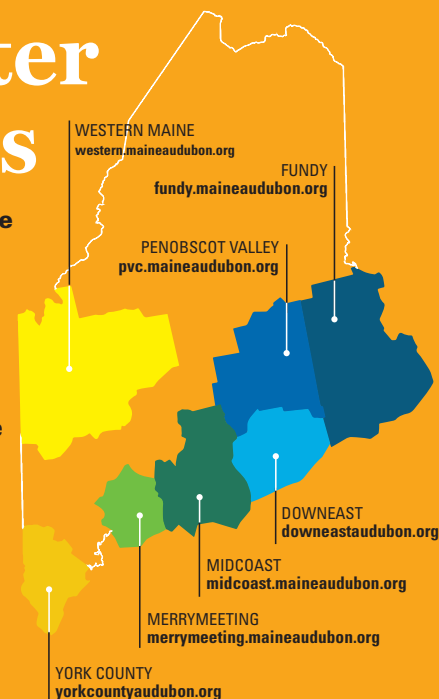 WESTERN MAINE
western.maineaudubon.org
FUNDY
fundy.maineaudubon.org
PENOBSCOT VALLEY
pvc.maineaudubon.org
DOWNEAST
downeastaudubon.org
MIDCOAST
midcoast.maineaudubon.org
MERRYMEETING
merrymeeting.maineaudubon.org
YORK COUNTY
yorkcountyaudubon.org